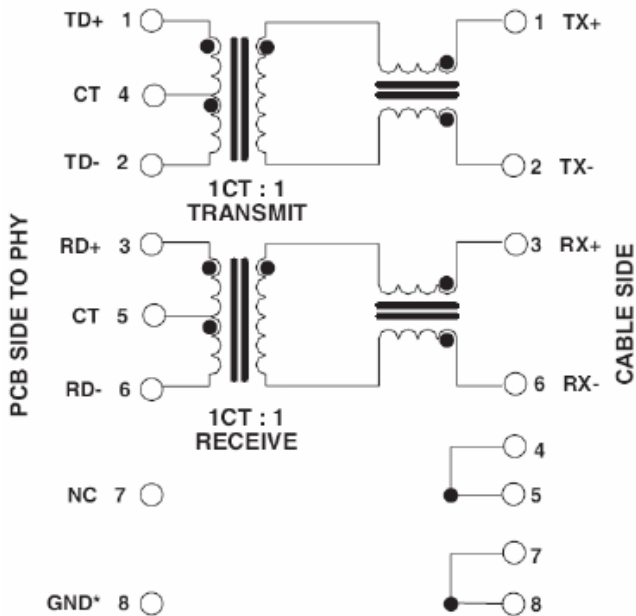 TD+ 1
1 TX+
CT 4
TD- 2
2 TX-
1CT : 1
TRANSMIT
RD+ 3
3 RX+
CT 5
RD- 6
6 RX-
1CT : 1
RECEIVE
4
NC 7
5
7
GND* 8
8
PCB SIDE TO PHY
CABLE SIDE